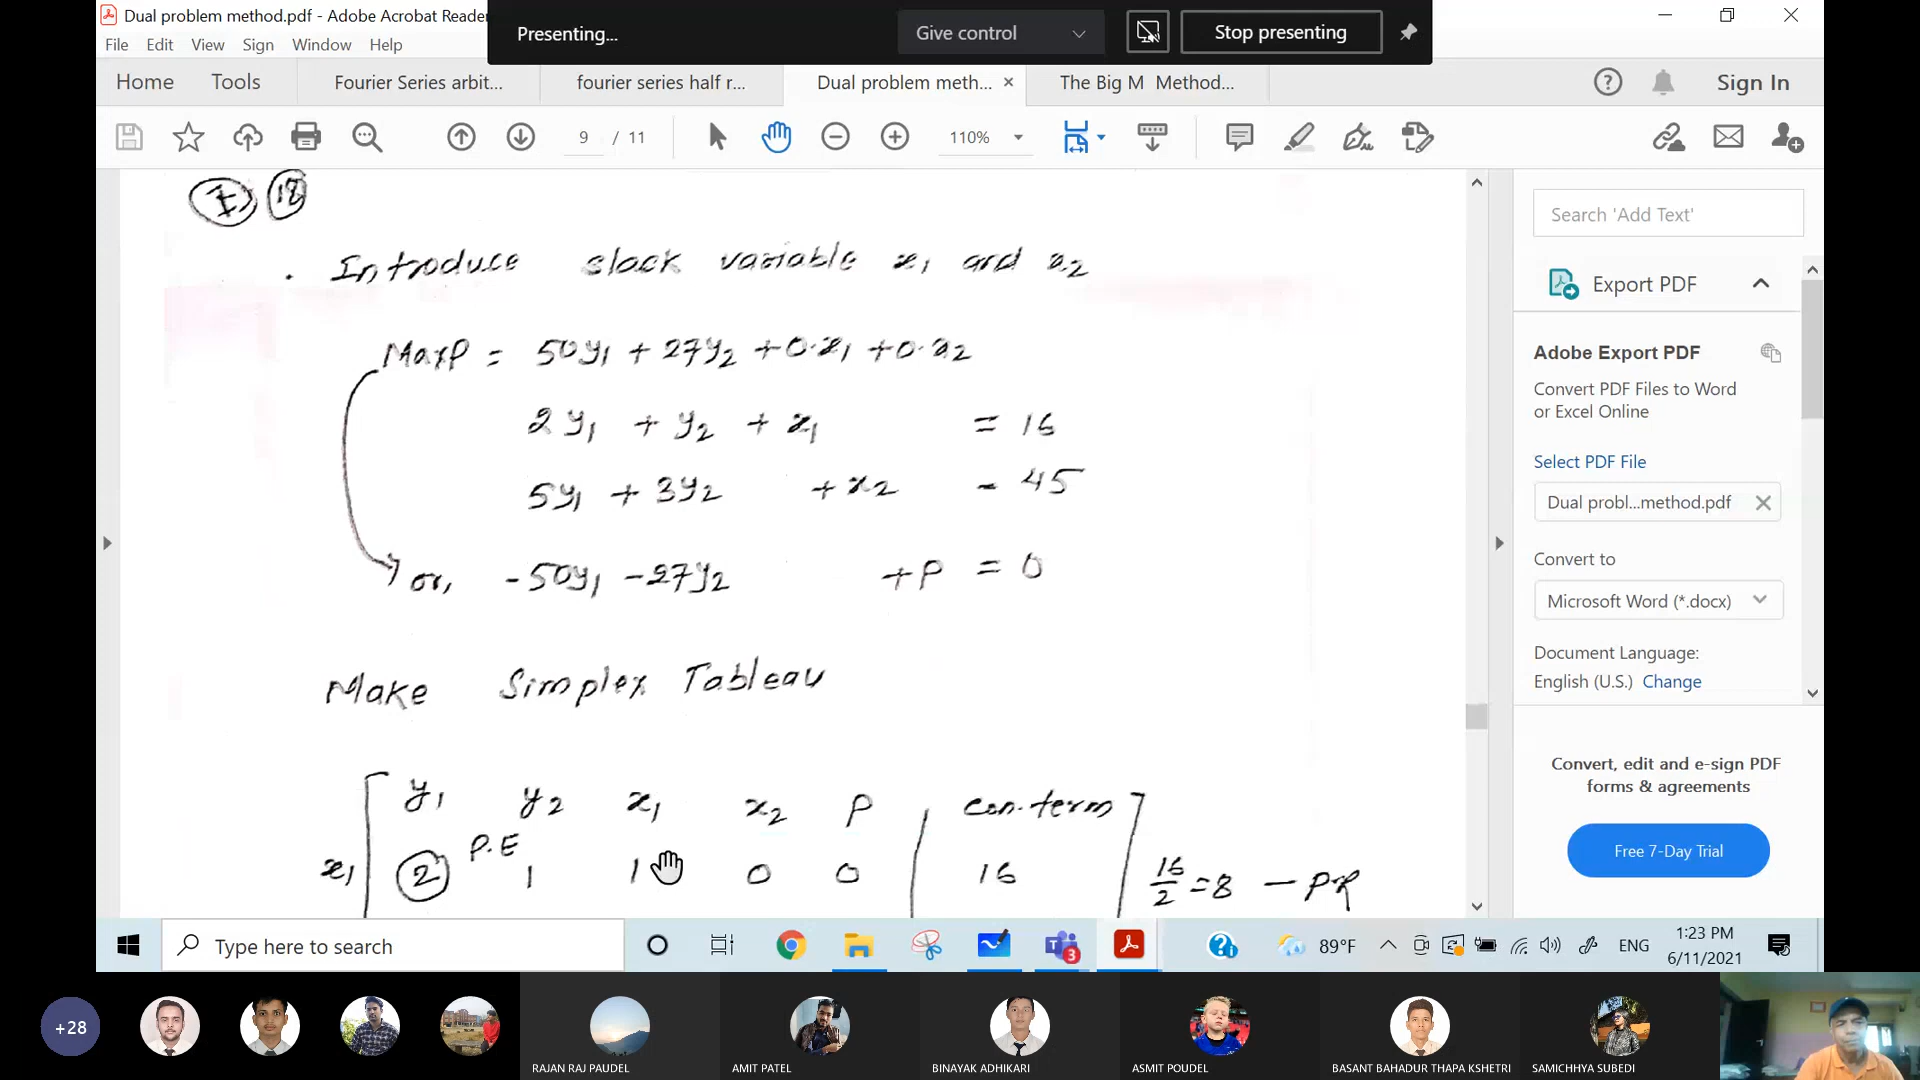 Dual problem method.pdf - Adobe Acrobat Reader
Presenting...
Give control
Stop presenting
File Edit View Sign Window Help
Home Tools Fourier Series arbit... fourier series half r... Dual problem meth... The Big M Method... Sign In
9 / 11 110%
I 12
Introduce slack variable x1 and x2
MaxP = 50y1 + 27y2 + 0.x1 + 0.x2
2y1 + y2 + x1 = 16
5y1 + 3y2 + x2 = 45
or, -50y1 - 27y2 + P = 0
Make Simplex Tableau
y1 y2 x1 x2 P con.term
P.E
x1 2 1 1 0 0 16 16/2 = 8 - P.R
Search 'Add Text'
Export PDF
Adobe Export PDF
Convert PDF Files to Word
or Excel Online
Select PDF File
Dual probl...method.pdf
Convert to
Microsoft Word (*.docx)
Document Language:
English (U.S.) Change
Convert, edit and e-sign PDF
forms & agreements
Free 7-Day Trial
Type here to search
3
89°F
ENG
1:23 PM
6/11/2021
+28
RAJAN RAJ PAUDEL
AMIT PATEL
BINAYAK ADHIKARI
ASMIT POUDEL
BASANT BAHADUR THAPA KSHETRI
SAMICHHYA SUBEDI